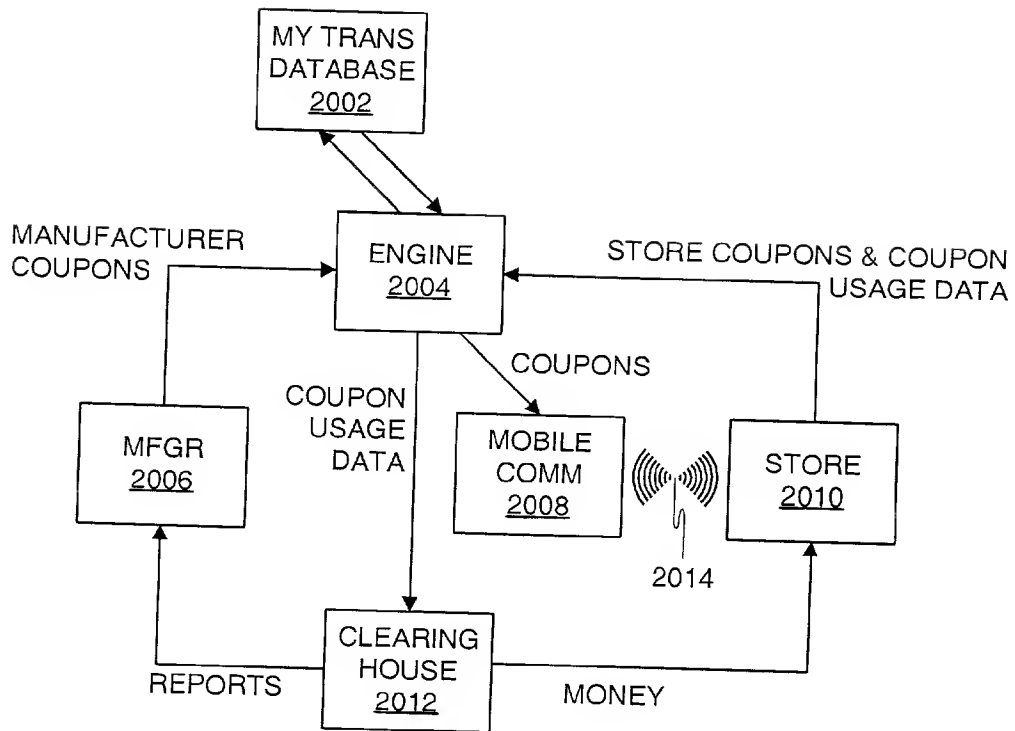 MY TRANS
DATABASE
2002
MANUFACTURER
COUPONS
ENGINE
2004
STORE COUPONS & COUPON
USAGE DATA
COUPONS
COUPON
USAGE
DATA
MFGR
2006
MOBILE
COMM
2008
STORE
2010
2014
CLEARING
HOUSE
2012
REPORTS
MONEY